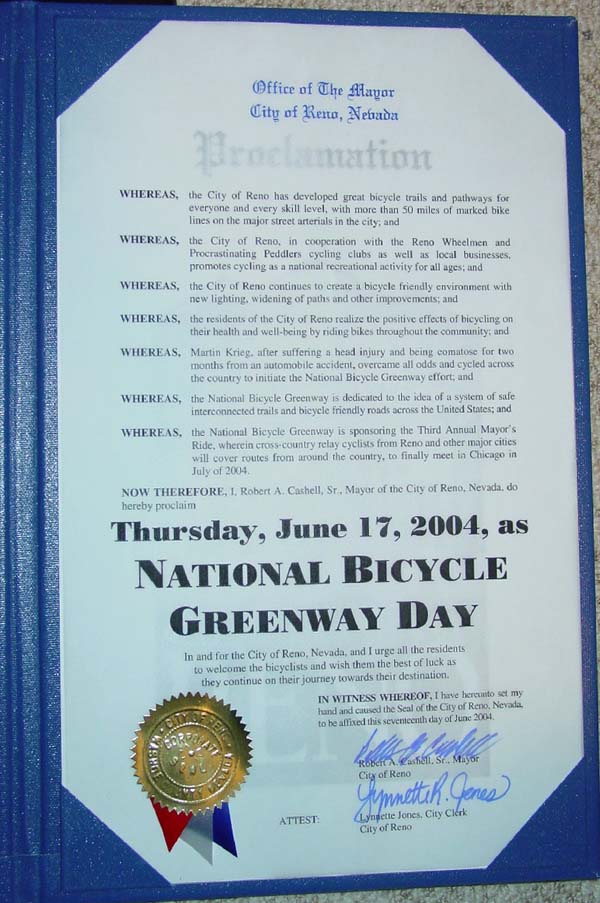 Office of The Mayor
City of Reno, Nevada
Proclamation
WHEREAS, the City of Reno has developed great bicycle trails and pathways for
everyone and every skill level, with more than 50 miles of marked bike
lines on the major street arterials in the city; and
WHEREAS, the City of Reno, in cooperation with the Reno Wheelmen and
Procrastinating Peddlers cycling clubs as well as local businesses,
promotes cycling as a national recreational activity for all ages; and
WHEREAS, the City of Reno continues to create a bicycle friendly environment with
new lighting, widening of paths and other improvements; and
WHEREAS, the residents of the City of Reno realize the positive effects of bicycling on
their health and well-being by riding bikes throughout the community; and
WHEREAS, Martin Krieg, after suffering a head injury and being comatose for two
months from an automobile accident, overcame all odds and cycled across
the country to initiate the National Bicycle Greenway effort; and
WHEREAS, the National Bicycle Greenway is dedicated to the idea of a system of safe
interconnected trails and bicycle friendly roads across the United States; and
WHEREAS, the National Bicycle Greenway is sponsoring the Third Annual Mayor's
Ride, wherein cross-country relay cyclists from Reno and other major cities
will cover routes from around the country, to finally meet in Chicago in
July of 2004.
NOW THEREFORE, I, Robert A. Cashell, Sr., Mayor of the City of Reno, Nevada, do
hereby proclaim
Thursday, June 17, 2004, as
NATIONAL BICYCLE
GREENWAY DAY
In and for the City of Reno, Nevada, and I urge all the residents
to welcome the bicyclists and wish them the best of luck as
they continue on their journey towards their destination.
IN WITNESS WHEREOF, I have hereunto set my
hand and caused the Seal of the City of Reno, Nevada,
to be affixed this seventeenth day of June 2004.
Robert A. Cashell, Sr., Mayor
City of Reno
Lynnette R. Jones
ATTEST: Lynnette Jones, City Clerk
City of Reno